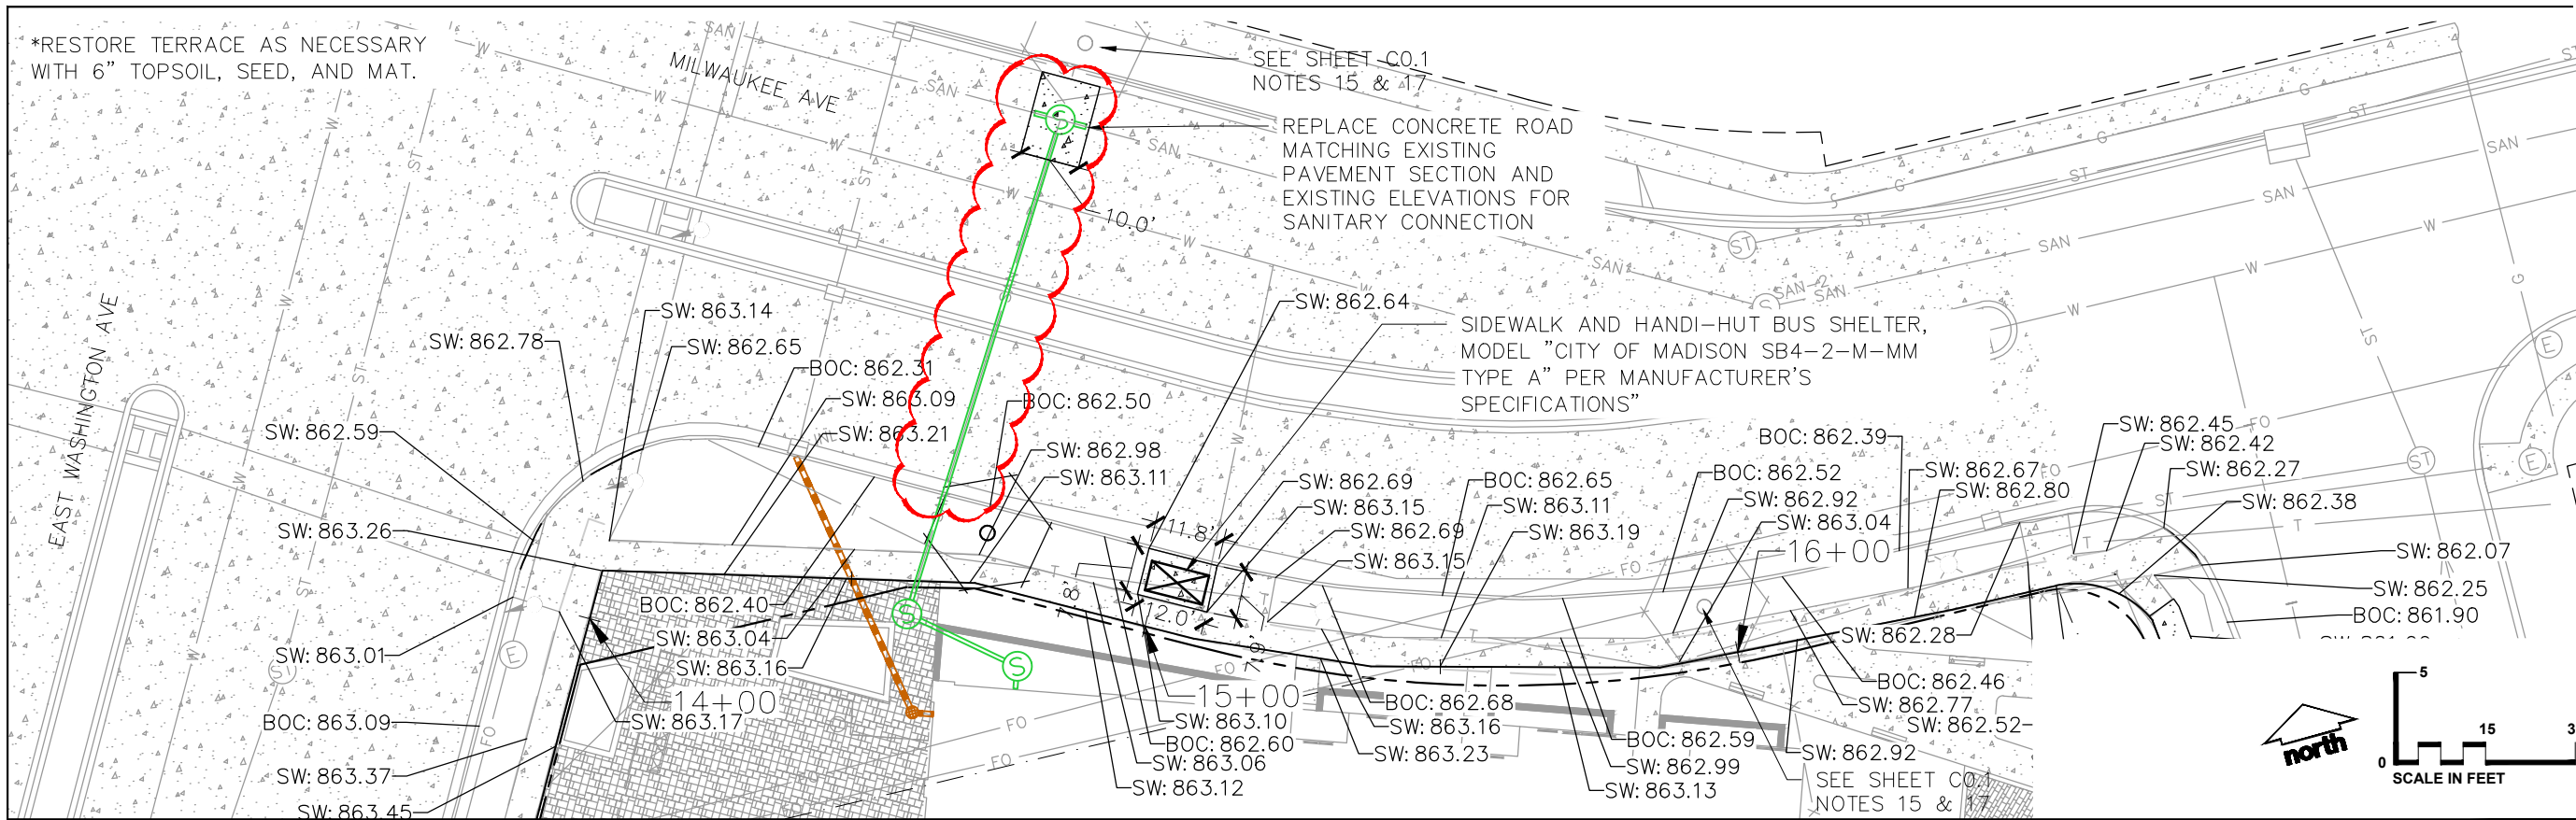 *RESTORE TERRACE AS NECESSARY
WITH 6" TOPSOIL, SEED, AND MAT.
MILWAUKEE AVE
SEE SHEET C0.1
NOTES 15 & 17
REPLACE CONCRETE ROAD
MATCHING EXISTING
PAVEMENT SECTION AND
EXISTING ELEVATIONS FOR
SANITARY CONNECTION
10.0'
EAST WASHINGTON AVE
SW: 863.14
SW: 862.78
SW: 862.65
BOC: 862.31
SW: 863.09
SW: 863.21
SW: 862.59
SW: 863.26
BOC: 862.50
SW: 862.98
SW: 863.11
SW: 862.64
SIDEWALK AND HANDI-HUT BUS SHELTER,
MODEL "CITY OF MADISON SB4-2-M-MM
TYPE A" PER MANUFACTURER'S
SPECIFICATIONS"
11.8'
12.0'
SW: 862.69
SW: 863.15
SW: 862.69
SW: 863.15
BOC: 862.65
SW: 863.11
SW: 863.19
BOC: 862.39
BOC: 862.52
SW: 862.92
SW: 863.04
16+00
SW: 862.67
SW: 862.80
SW: 862.45
SW: 862.42
SW: 862.27
SW: 862.38
SW: 862.07
SW: 862.25
BOC: 861.90
SW: 862.28
BOC: 862.46
SW: 862.77
SW: 862.52
SW: 862.92
SEE SHEET C0.1
NOTES 15 & 17
BOC: 862.59
SW: 862.99
SW: 863.13
BOC: 862.68
SW: 863.16
SW: 863.23
15+00
SW: 863.10
BOC: 862.60
SW: 863.06
SW: 863.12
BOC: 862.40
SW: 863.04
SW: 863.16
14+00
SW: 863.17
SW: 863.01
BOC: 863.09
SW: 863.37
SW: 863.45
north
5
0
15
SCALE IN FEET